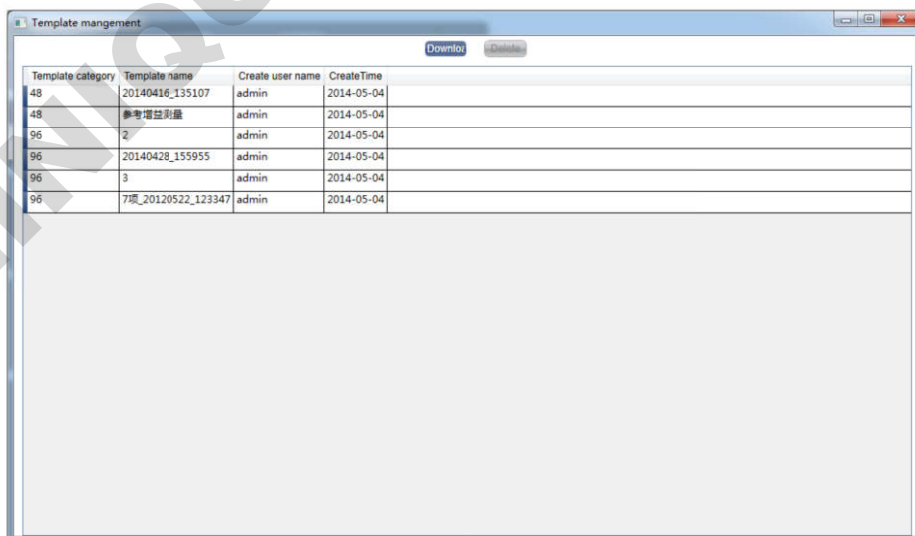 Template mangement
Downloa
Delete
Template category Template name Create user name CreateTime
48 20140416_135107 admin 2014-05-04
48 参考增益测量 admin 2014-05-04
96 2 admin 2014-05-04
96 20140428_155955 admin 2014-05-04
96 3 admin 2014-05-04
96 7项_20120522_123347 admin 2014-05-04